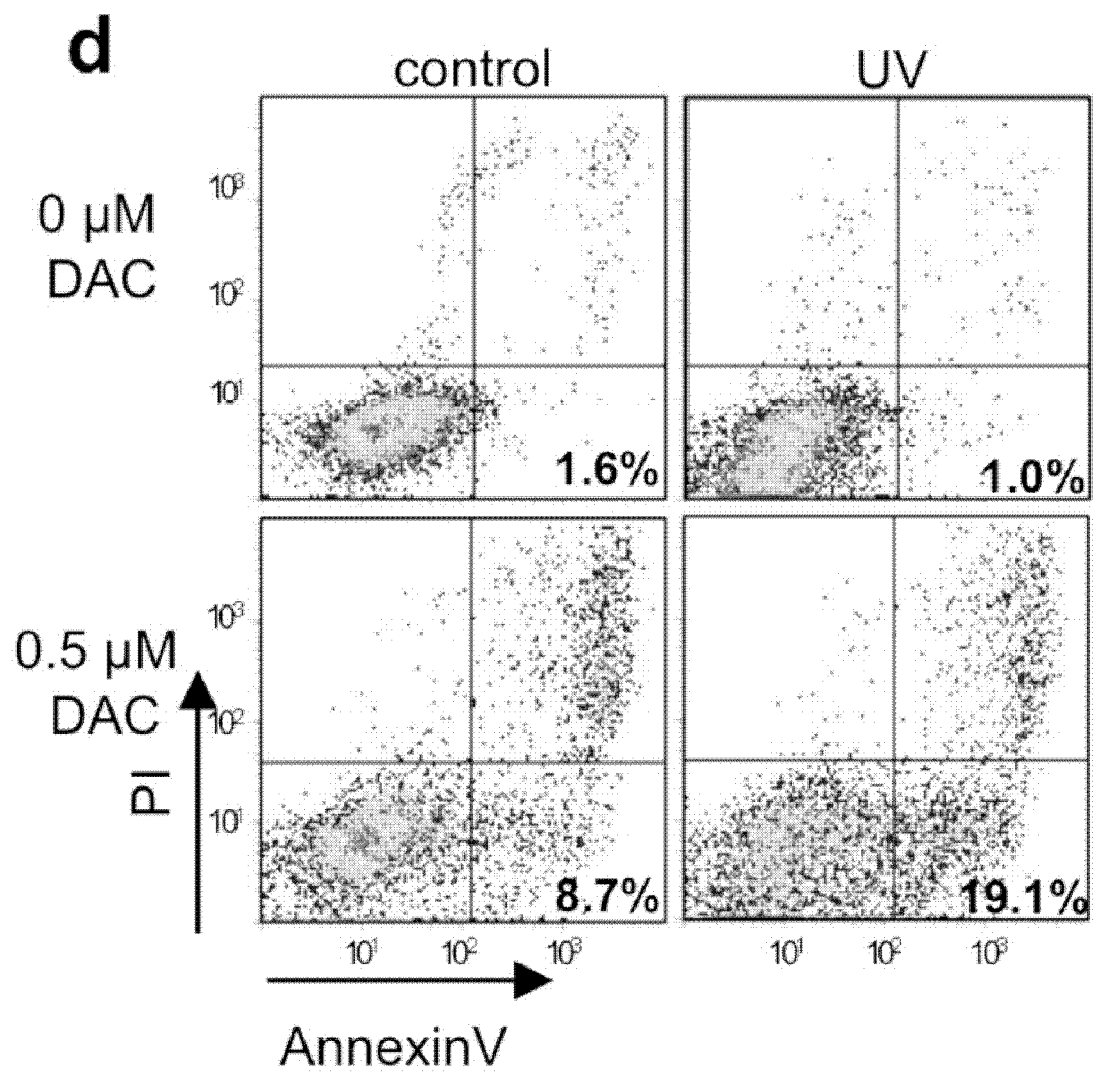 d
control UV
0 µM
DAC
10³
10²
10¹
1.6%
1.0%
0.5 µM
DAC
PI
10³
10²
10¹
8.7%
19.1%
10¹ 10² 10³
10¹ 10² 10³
AnnexinV